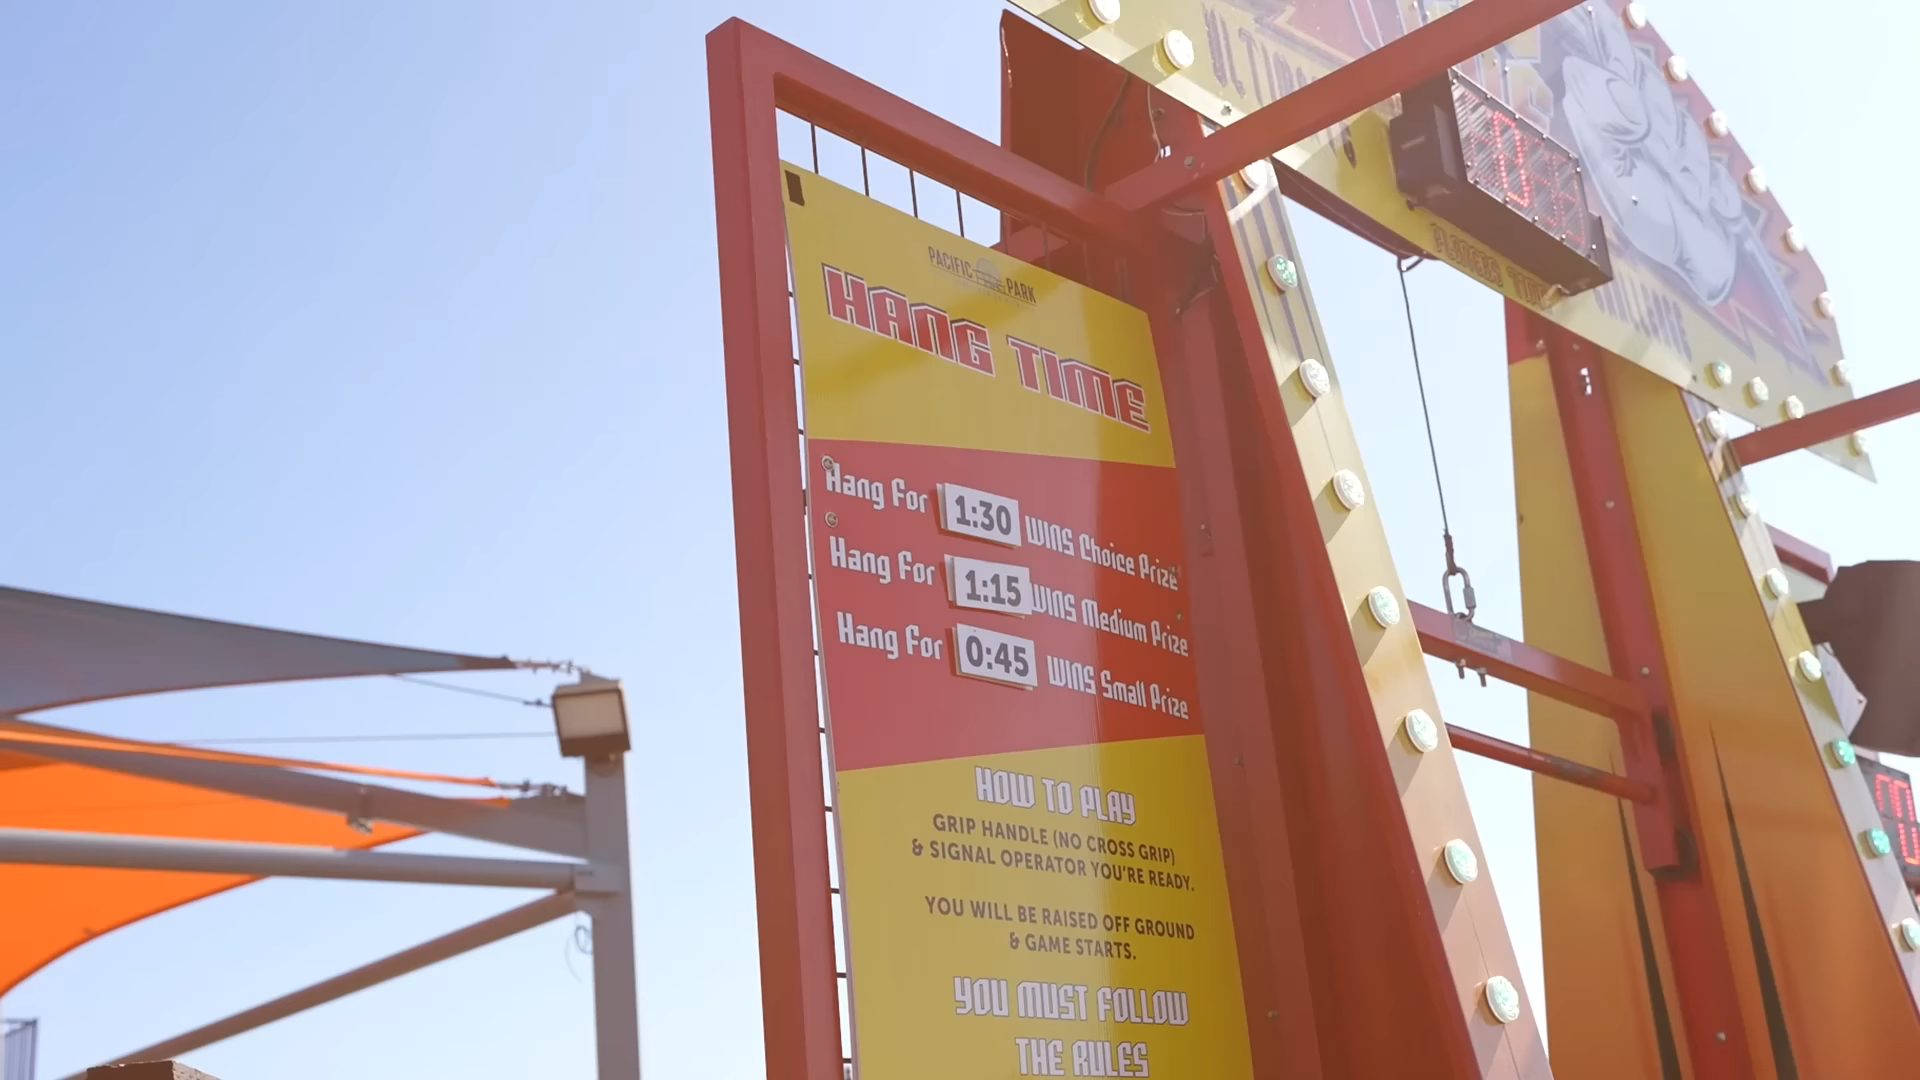 PACIFIC PARK
HANG TIME
Hang For 1:30 WINS Choice Prize
Hang For 1:15 WINS Medium Prize
Hang For 0:45 WINS Small Prize
HOW TO PLAY
GRIP HANDLE (NO CROSS GRIP)
& SIGNAL OPERATOR YOU'RE READY.
YOU WILL BE RAISED OFF GROUND
& GAME STARTS.
YOU MUST FOLLOW
THE RULES